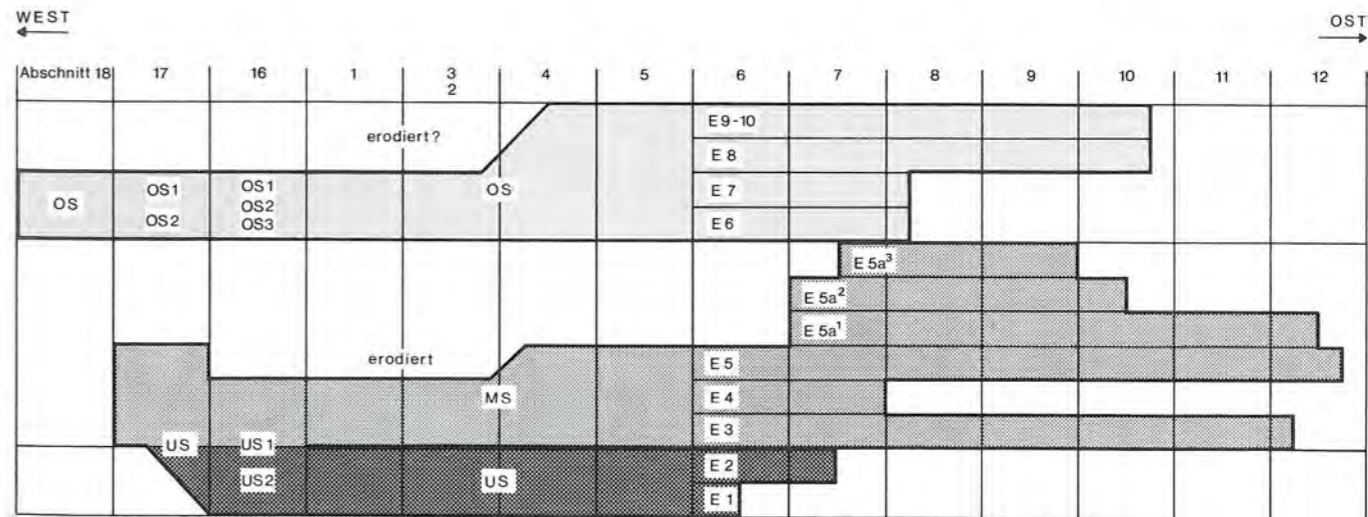 WEST OST
Abschnitt 18 17 16 1 3 4 5 6 7 8 9 10 11 12
2
E 9-10
erodiert?
E 8
OS OS1 OS1 OS E 7
OS2 OS2
OS3 E 6
E 5a³
E 5a²
E 5a¹
erodiert E 5
MS E 4
E 3
US US1
US2 US E 2
E 1